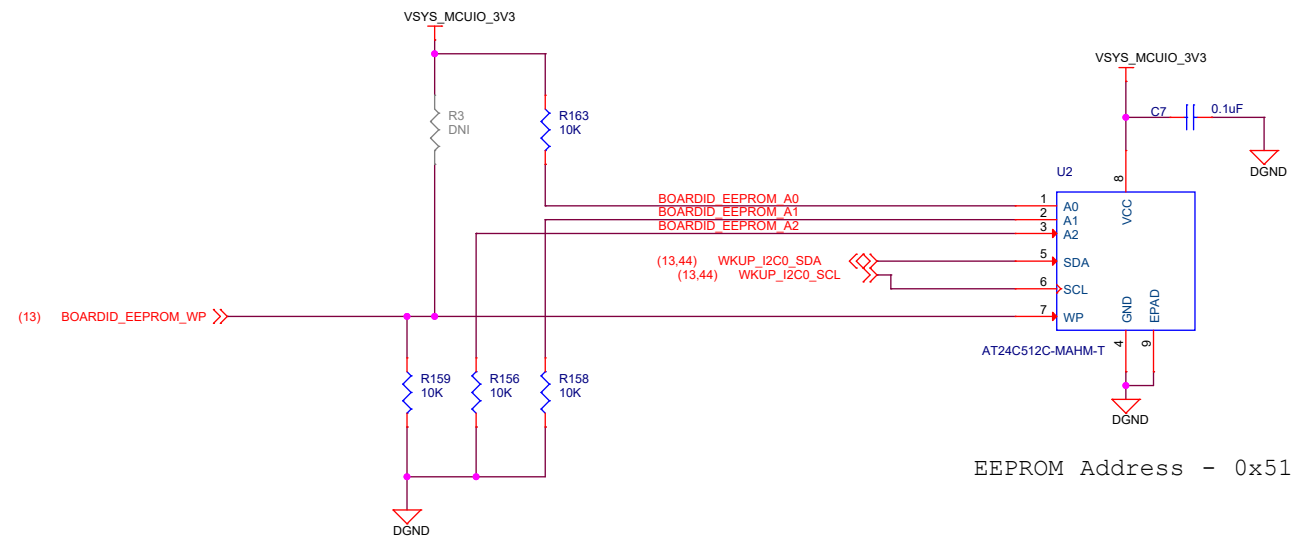 VSYS_MCUIO_3V3
VSYS_MCUIO_3V3
R3
DNI
R163
10K
C7
0.1uF
DGND
U2
8
VCC
BOARDID_EEPROM_A0
1
A0
BOARDID_EEPROM_A1
2
A1
BOARDID_EEPROM_A2
3
A2
(13,44) WKUP_I2C0_SDA
5
SDA
(13,44) WKUP_I2C0_SCL
6
SCL
(13) BOARDID_EEPROM_WP
7
WP
GND
EPAD
4
9
AT24C512C-MAHM-T
R159
10K
R156
10K
R158
10K
DGND
DGND
EEPROM Address - 0x51